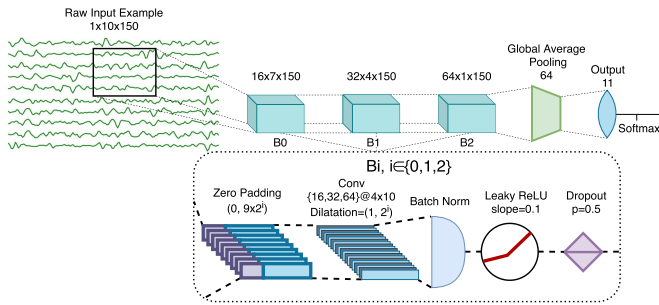 Raw Input Example
1x10x150
16x7x150
32x4x150
64x1x150
Global Average
Pooling
64
Output
11
Softmax
B0
B1
B2
Bi, i∈{0,1,2}
Zero Padding
(0, 9x2ⁱ)
Conv
{16,32,64}@4x10
Dilatation=(1, 2ⁱ)
Batch Norm
Leaky ReLU
slope=0.1
Dropout
p=0.5